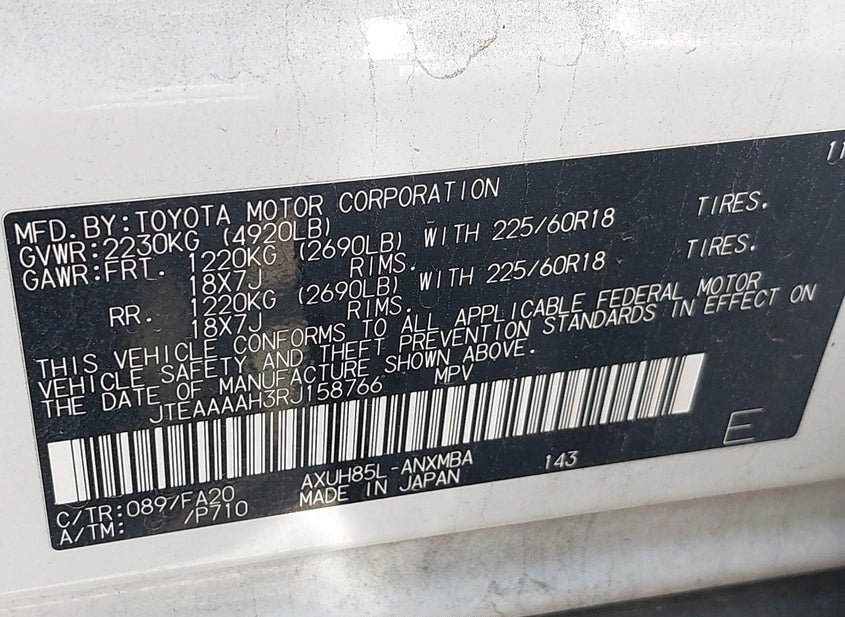 11
MFD.BY:TOYOTA MOTOR CORPORATION
GVWR:2230KG (4920LB)
GAWR:FRT. 1220KG (2690LB) WITH 225/60R18 TIRES.
18X7J RIMS.
RR. 1220KG (2690LB) WITH 225/60R18 TIRES.
18X7J RIMS.
THIS VEHICLE CONFORMS TO ALL APPLICABLE FEDERAL MOTOR
VEHICLE SAFETY AND THEFT PREVENTION STANDARDS IN EFFECT ON
THE DATE OF MANUFACTURE SHOWN ABOVE.
JTEAAAAH3RJ158766 MPV
E
C/TR:089/FA20 AXUH85L-ANXMBA 143
A/TM: /P710 MADE IN JAPAN